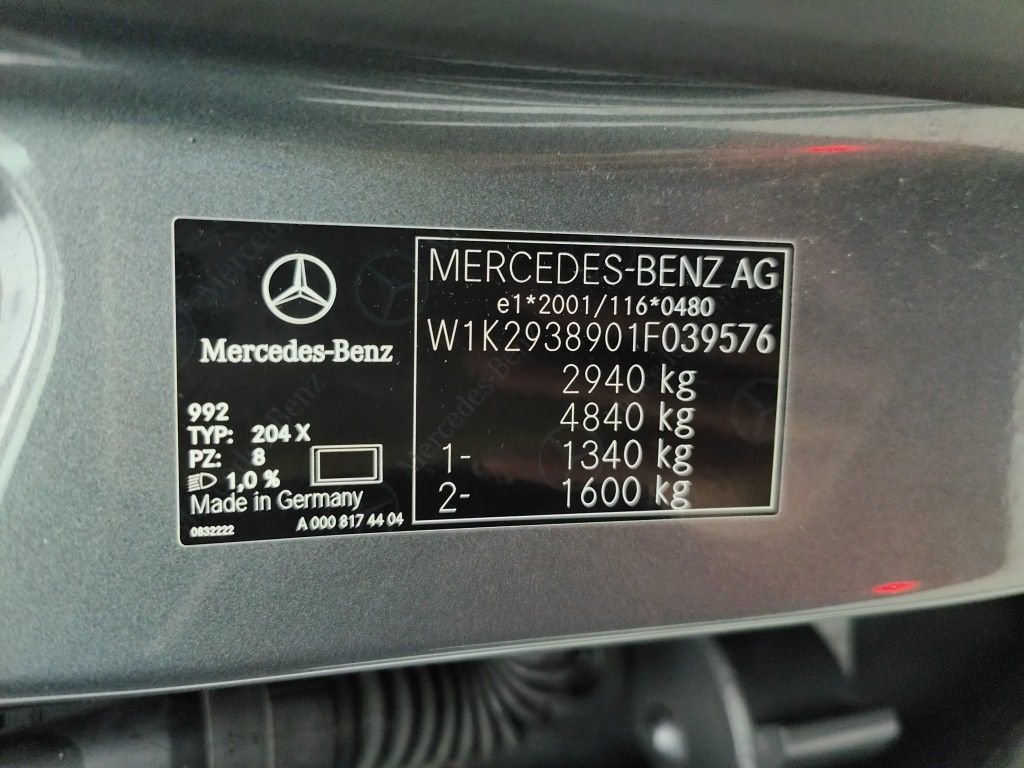 Mercedes-Benz
992
TYP: 204 X
PZ: 8
1,0 %
Made in Germany
0832222
A 000 817 44 04
MERCEDES-BENZ AG
e1*2001/116*0480
W1K2938901F039576
2940 kg
4840 kg
1- 1340 kg
2- 1600 kg